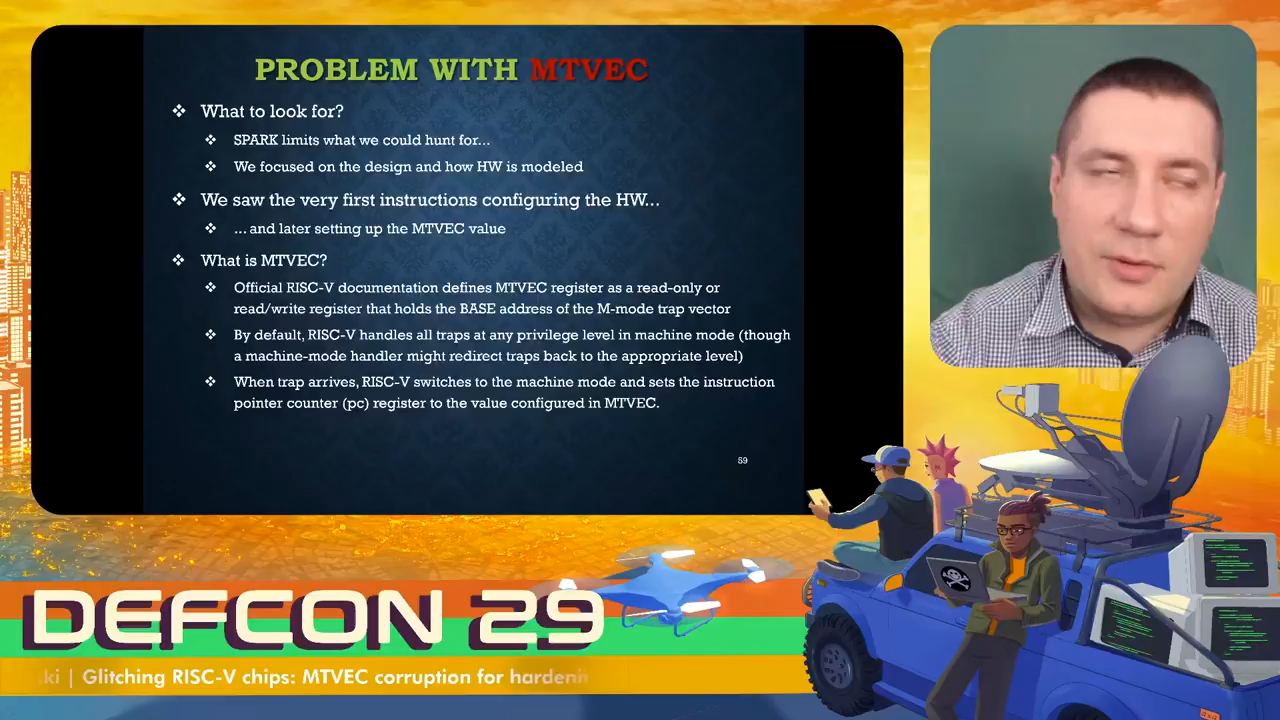 PROBLEM WITH MTVEC
❖ What to look for?
❖ SPARK limits what we could hunt for...
❖ We focused on the design and how HW is modeled
❖ We saw the very first instructions configuring the HW...
❖ ... and later setting up the MTVEC value
❖ What is MTVEC?
❖ Official RISC-V documentation defines MTVEC register as a read-only or
read/write register that holds the BASE address of the M-mode trap vector
❖ By default, RISC-V handles all traps at any privilege level in machine mode (though
a machine-mode handler might redirect traps back to the appropriate level)
❖ When trap arrives, RISC-V switches to the machine mode and sets the instruction
pointer counter (pc) register to the value configured in MTVEC.
59
DEFCON 29
ki | Glitching RISC-V chips: MTVEC corruption for hardenin